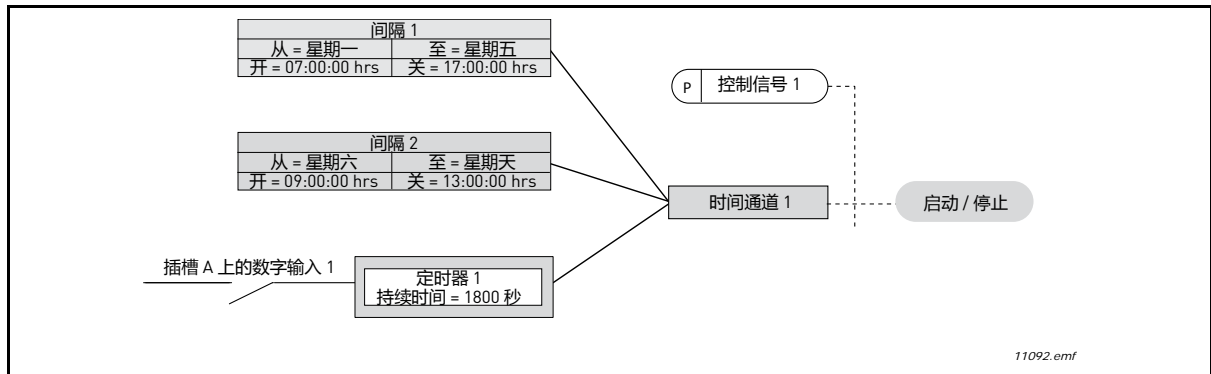 间隔 1
从 = 星期一 至 = 星期五
开 = 07:00:00 hrs 关 = 17:00:00 hrs
P 控制信号 1
间隔 2
从 = 星期六 至 = 星期天
开 = 09:00:00 hrs 关 = 13:00:00 hrs
时间通道 1
启动 / 停止
插槽 A 上的数字输入 1
定时器 1
持续时间 = 1800 秒
11092.emf